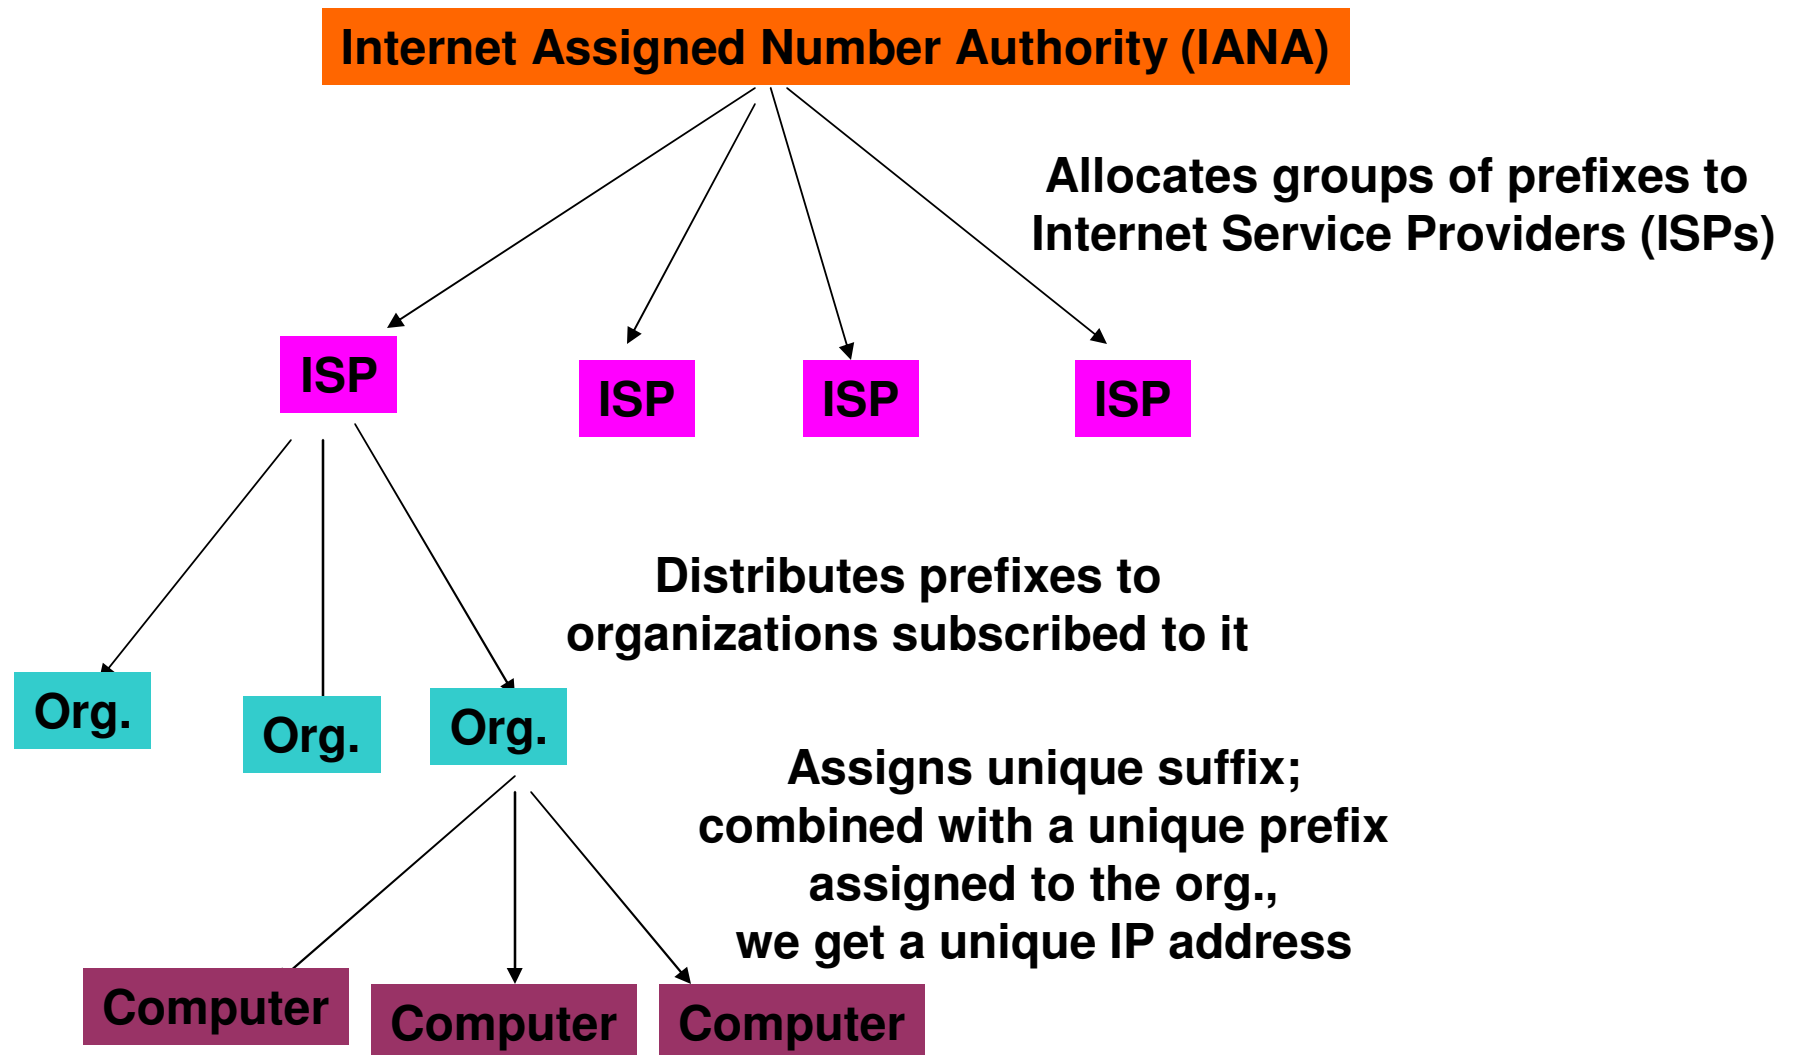 Internet Assigned Number Authority (IANA)
Allocates groups of prefixes to
Internet Service Providers (ISPs)
ISP
ISP
ISP
ISP
Distributes prefixes to
organizations subscribed to it
Org.
Org.
Org.
Assigns unique suffix;
combined with a unique prefix
assigned to the org.,
we get a unique IP address
Computer
Computer
Computer